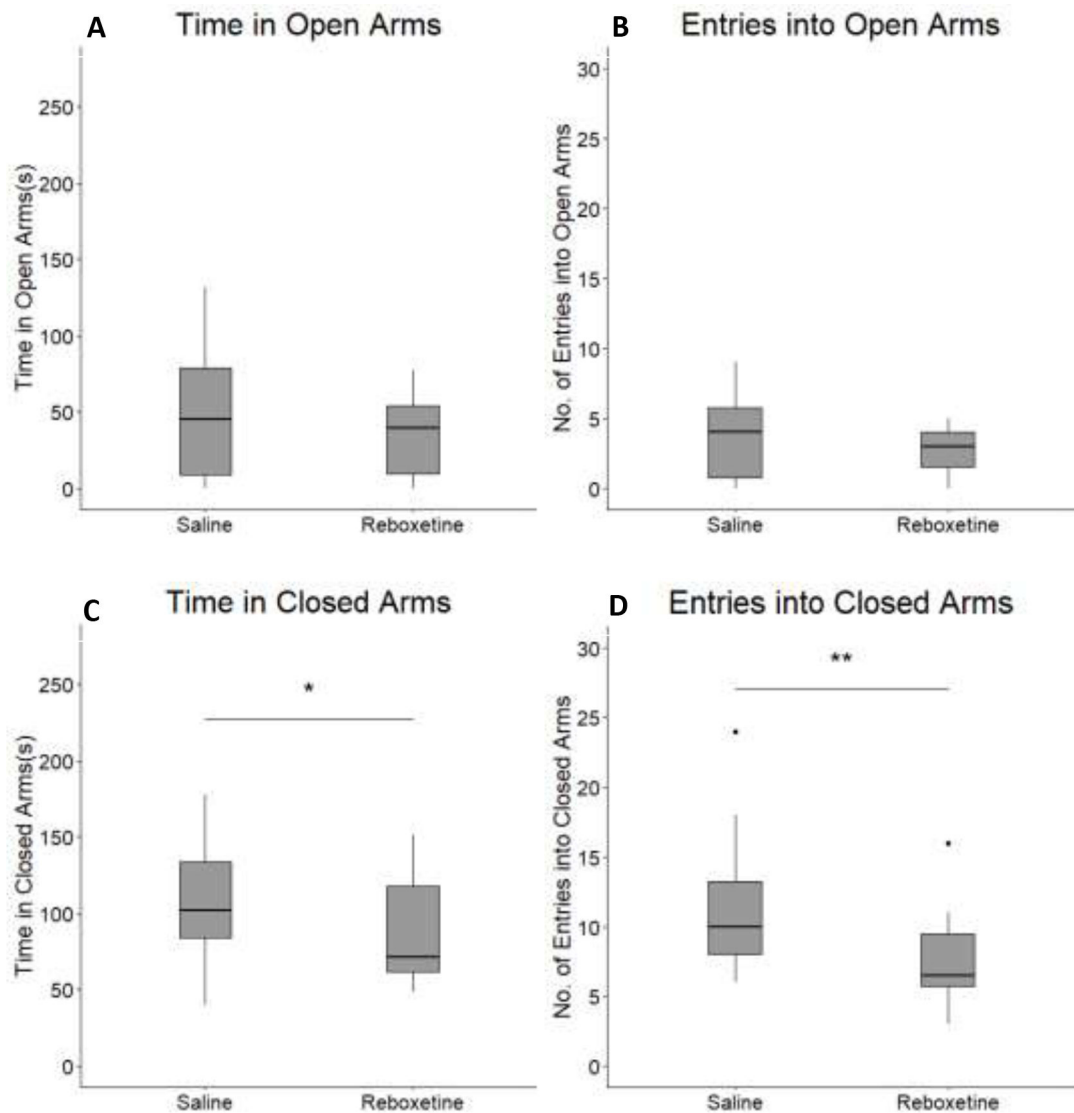 A Time in Open Arms
Time in Open Arms(s)
250
200
150
100
50
0
Saline Reboxetine
B Entries into Open Arms
No. of Entries into Open Arms
30
25
20
15
10
5
0
Saline Reboxetine
C Time in Closed Arms
Time in Closed Arms(s)
250
200
150
100
50
0
*
Saline Reboxetine
D Entries into Closed Arms
No. of Entries into Closed Arms
30
25
20
15
10
5
0
**
Saline Reboxetine